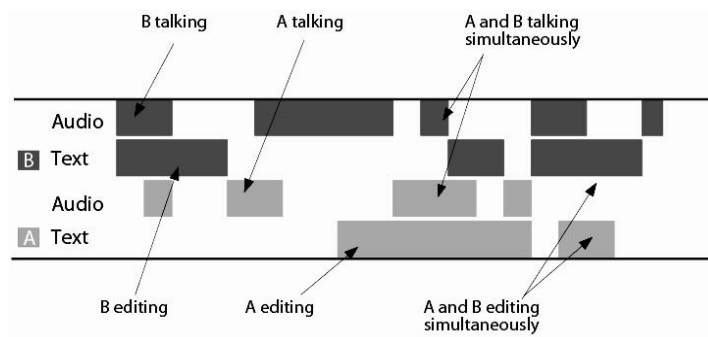 B talking
A talking
A and B talking
simultaneously
Audio
B Text
Audio
A Text
B editing
A editing
A and B editing
simultaneously